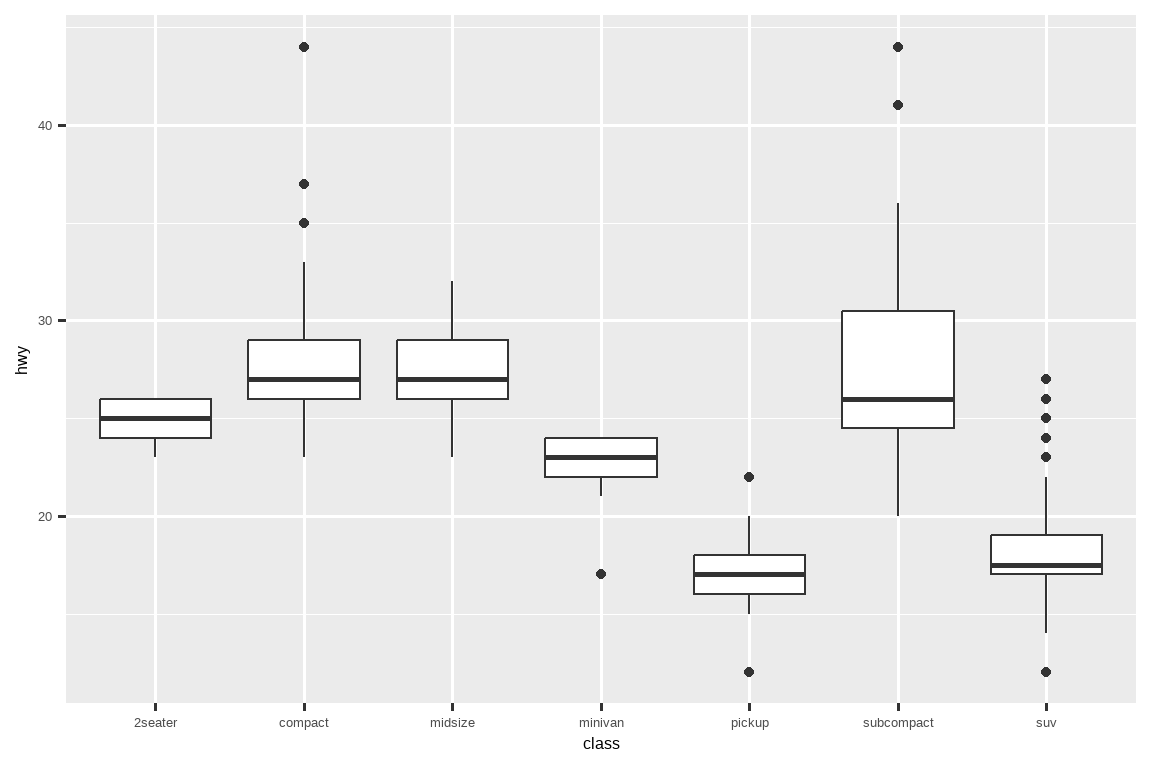 40
30
20
hwy
2seater compact midsize minivan pickup subcompact suv
class